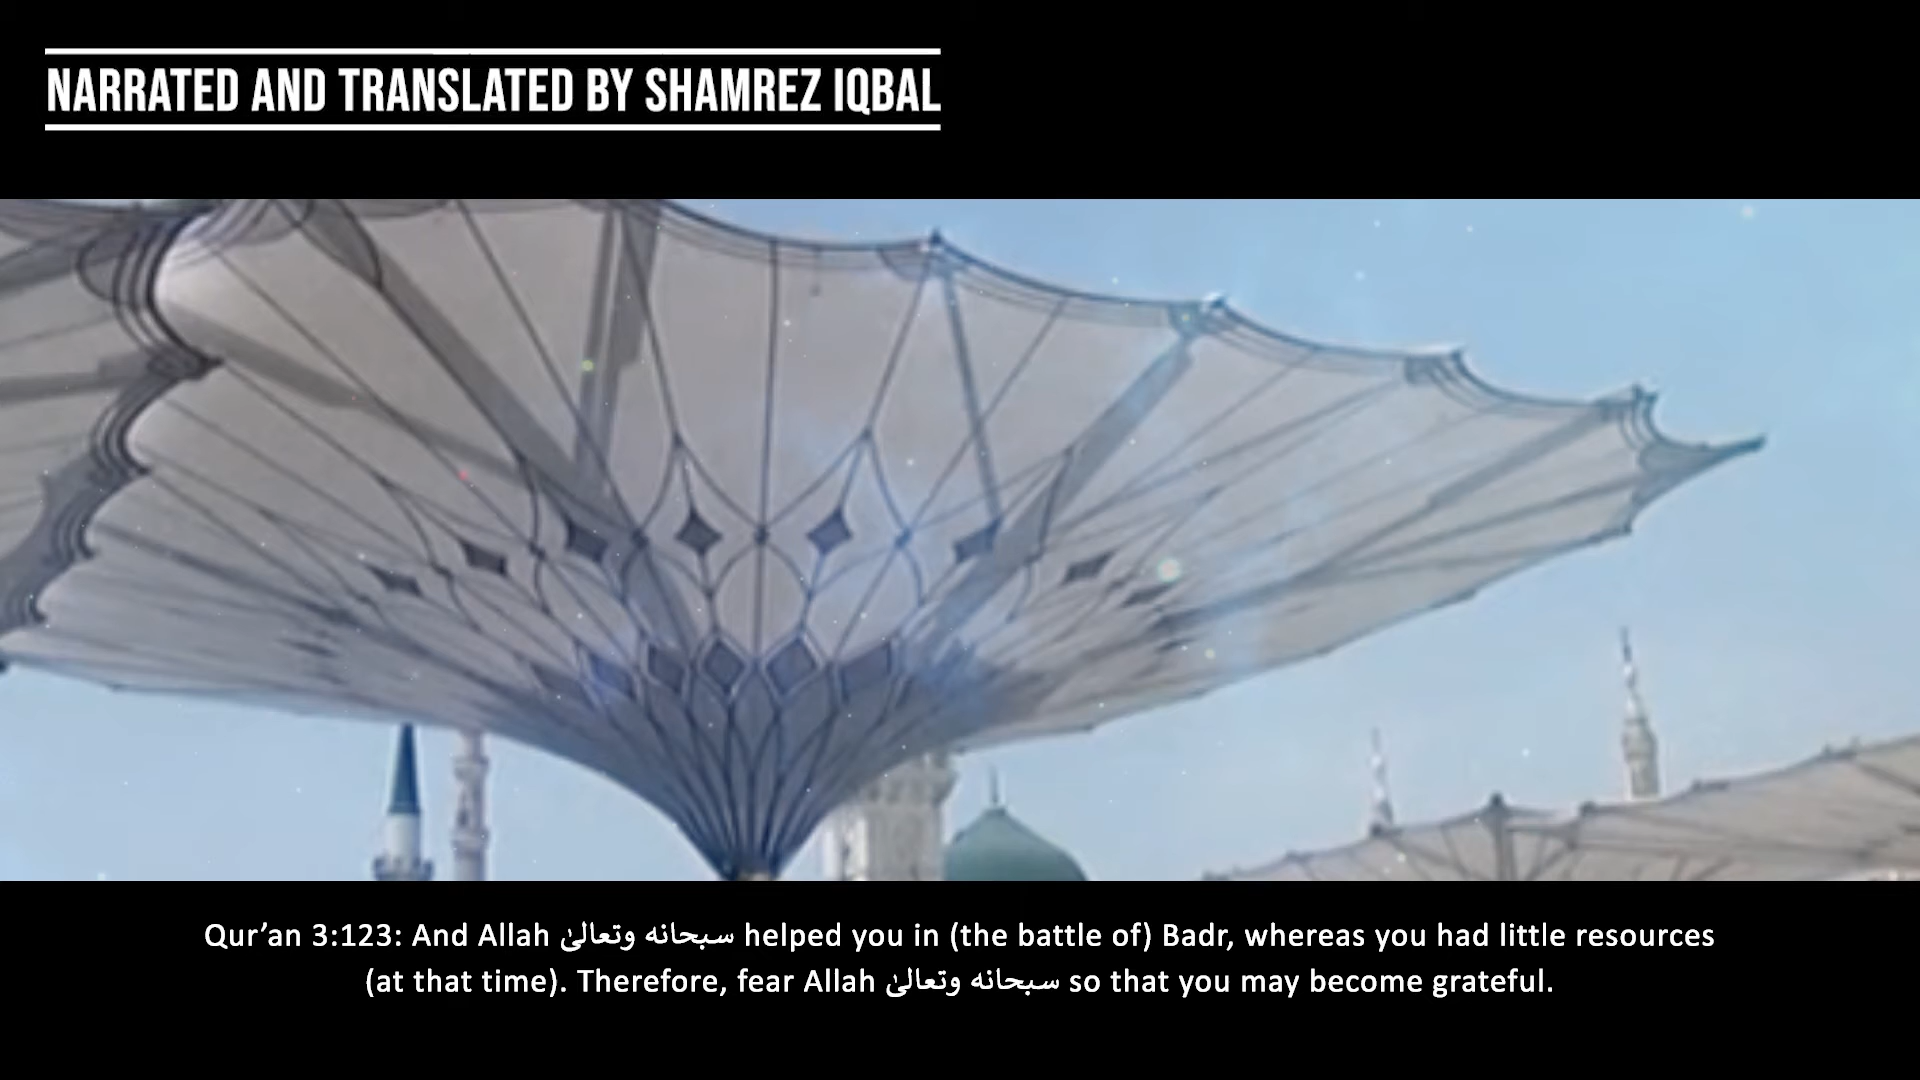 NARRATED AND TRANSLATED BY SHAMREZ IQBAL
Qur’an 3:123: And Allah سبحانه وتعالىٰ helped you in (the battle of) Badr, whereas you had little resources
(at that time). Therefore, fear Allah سبحانه وتعالىٰ so that you may become grateful.